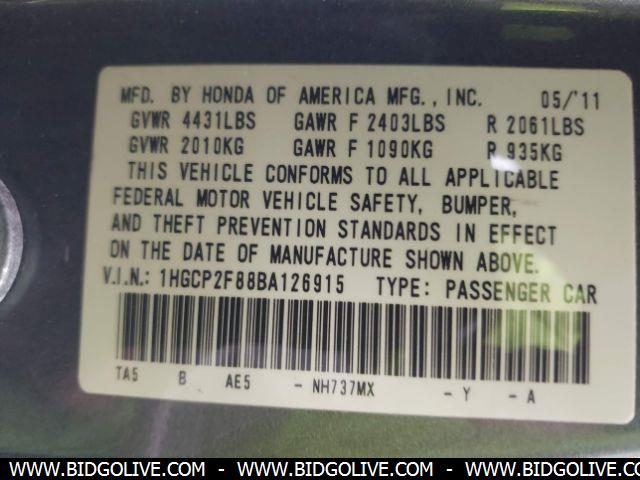 MFD. BY HONDA OF AMERICA MFG., INC. 05/'11
GVWR 4431LBS GAWR F 2403LBS R 2061LBS
GVWR 2010KG GAWR F 1090KG R 935KG
THIS VEHICLE CONFORMS TO ALL APPLICABLE
FEDERAL MOTOR VEHICLE SAFETY, BUMPER,
AND THEFT PREVENTION STANDARDS IN EFFECT
ON THE DATE OF MANUFACTURE SHOWN ABOVE.
V.I.N.: 1HGCP2F88BA126915 TYPE: PASSENGER CAR
TA5 B AE5 - NH737MX - Y - A
WWW.BIDGOLIVE.COM - WWW.BIDGOLIVE.COM - WWW.BIDGOLIVE.COM